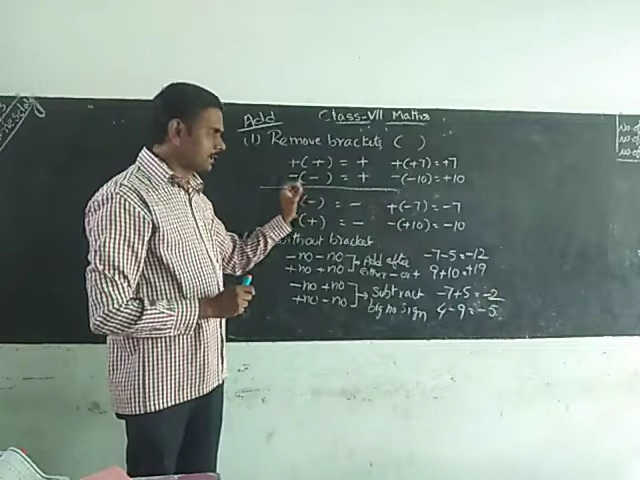 Add Class-VII Maths
(1) Remove brackets ( )
+(+) = + +(+7)=+7
-(-) = + -(-10)=+10
(-) = - +(-7)=-7
(+) = - -(+10)=-10
without bracket
-no-no Add after -7-5=-12
+no+no either - or + 9+10=+19
-no+no → Subtract -7+5=-2
+no-no big no sign 4-9=-5